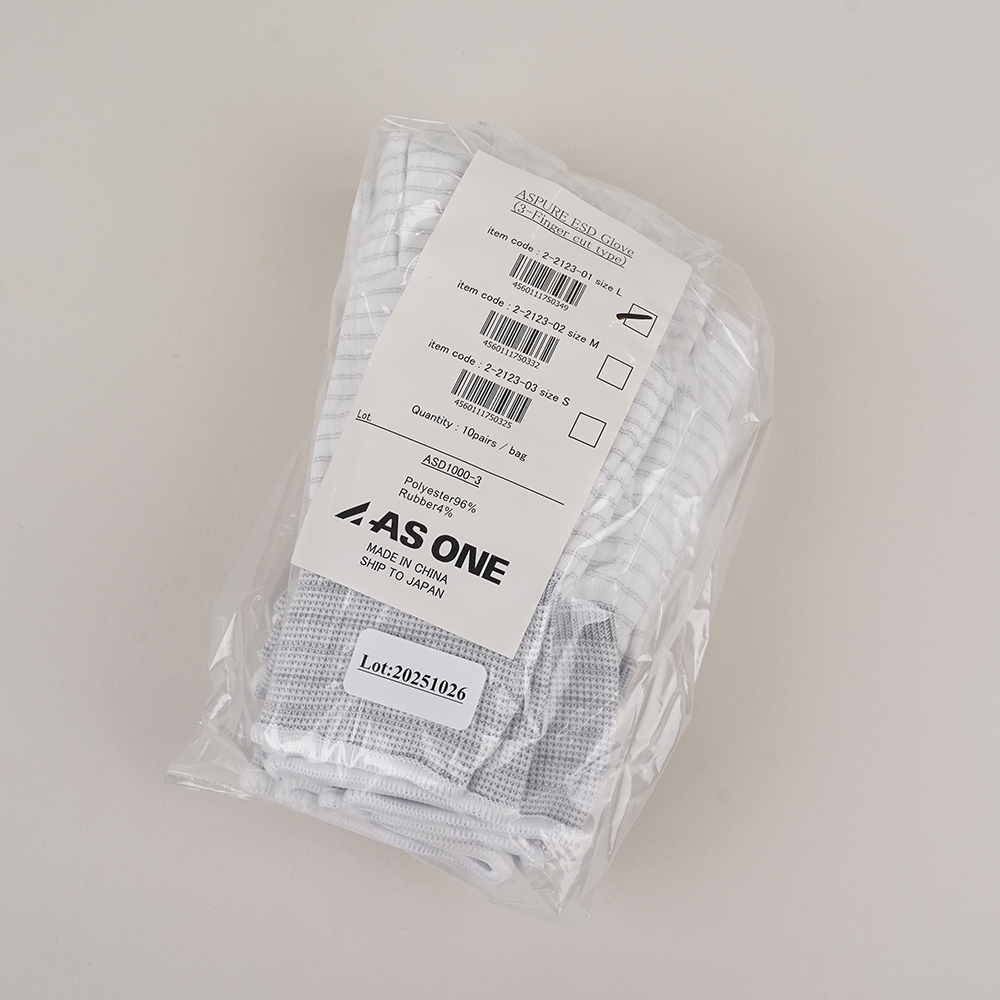 ASPURE ESD Glove
(3-Finger cut type)
item code : 2-2123-01 size L
4560111750349
item code : 2-2123-02 size M
4560111750332
item code : 2-2123-03 size S
4560111750325
Quantity : 10pairs / bag
Lot.
ASD1000-3
Polyester96%
Rubber4%
AS ONE
MADE IN CHINA
SHIP TO JAPAN
Lot:20251026